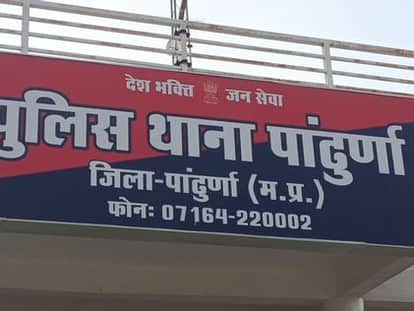 देश भक्ति जन सेवा
पुलिस थाना पांढुर्णा
जिला-पांढुर्णा (म.प्र.)
फोनः 07164-220002